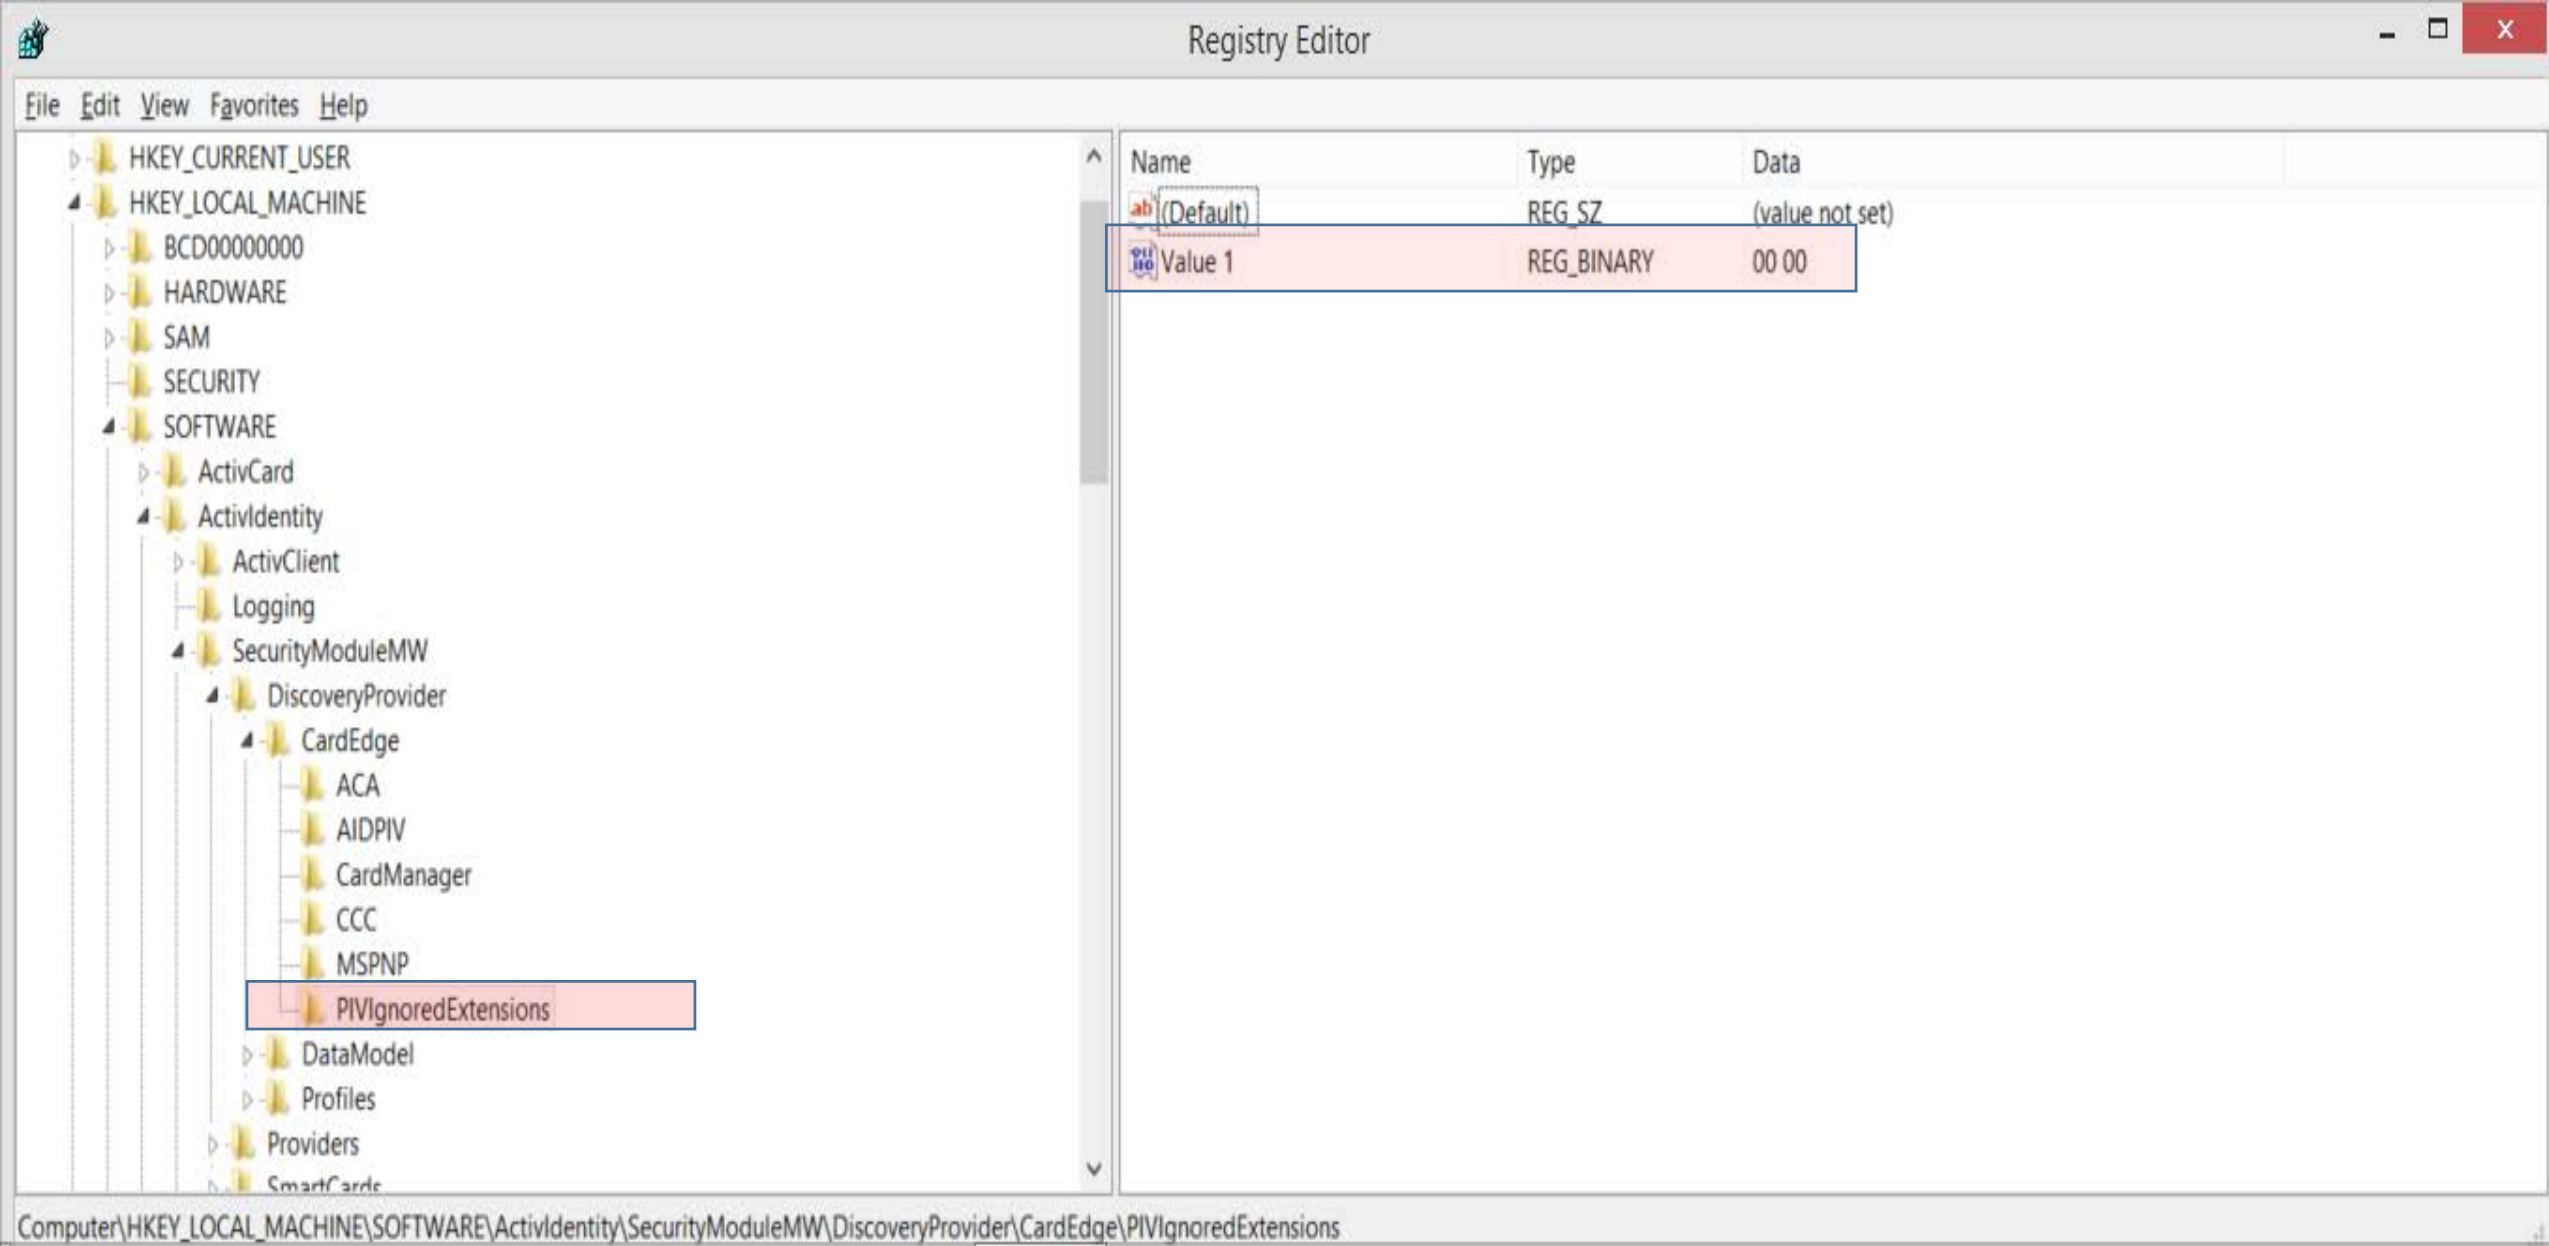 Registry Editor
X
File Edit View Favorites Help
HKEY_CURRENT_USER
HKEY_LOCAL_MACHINE
BCD00000000
HARDWARE
SAM
SECURITY
SOFTWARE
ActivCard
ActivIdentity
ActivClient
Logging
SecurityModuleMW
DiscoveryProvider
CardEdge
ACA
AIDPIV
CardManager
CCC
MSPNP
PIVIgnoredExtensions
DataModel
Profiles
Providers
SmartCards
Name Type Data
ab (Default) REG_SZ (value not set)
Value 1 REG_BINARY 00 00
Computer\HKEY_LOCAL_MACHINE\SOFTWARE\ActivIdentity\SecurityModuleMW\DiscoveryProvider\CardEdge\PIVIgnoredExtensions